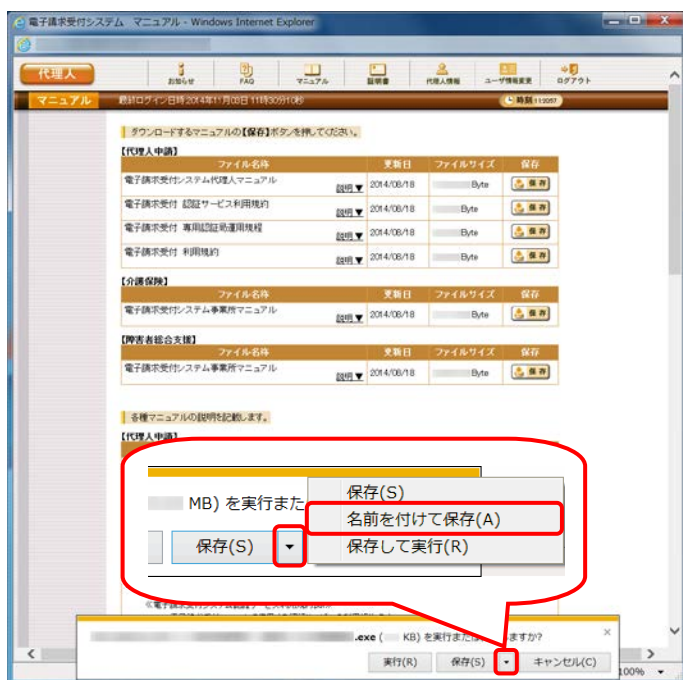 電子請求受付システム マニュアル - Windows Internet Explorer
代理人
お知らせ FAQ マニュアル 証明書 代理人情報 ユーザ情報変更 ログアウト
マニュアル 最終ログイン日時 2014年11月03日 11時30分10秒 時刻
ダウンロードするマニュアルの【保存】ボタンを押してください。
【代理人申請】
ファイル名称 更新日 ファイルサイズ 保存
電子請求受付システム代理人マニュアル 説明▼ 2014/08/18 Byte 保存
電子請求受付 認証サービス利用規約 説明▼ 2014/08/18 Byte 保存
電子請求受付 専用認証局運用規程 説明▼ 2014/08/18 Byte 保存
電子請求受付 利用規約 説明▼ 2014/08/18 Byte 保存
【介護保険】
ファイル名称 更新日 ファイルサイズ 保存
電子請求受付システム事業所マニュアル 説明▼ 2014/08/18 Byte 保存
【障害者総合支援】
ファイル名称 更新日 ファイルサイズ 保存
電子請求受付システム事業所マニュアル 説明▼ 2014/08/18 Byte 保存
各種マニュアルの説明を記載します。
【代理人申請】
MB) を実行また
保存(S) ▼
保存(S)
名前を付けて保存(A)
保存して実行(R)
.exe ( KB) を実行または しますか? ×
実行(R) 保存(S) ▼ キャンセル(C)
100% ▼